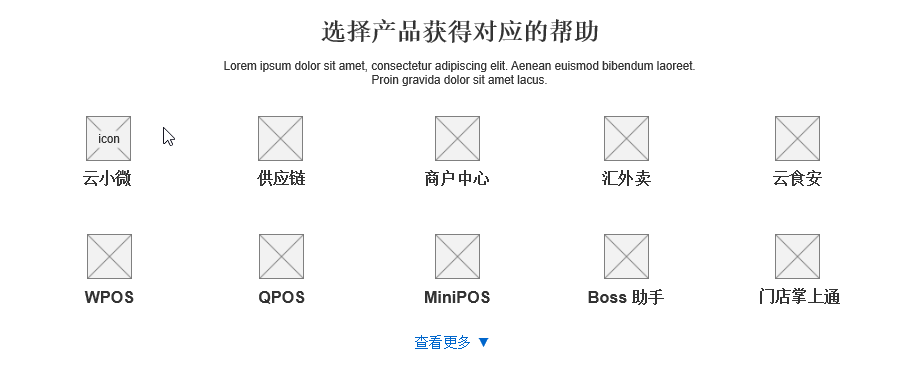 选择产品获得对应的帮助
Lorem ipsum dolor sit amet, consectetur adipiscing elit. Aenean euismod bibendum laoreet.
Proin gravida dolor sit amet lacus.
icon
云小微 供应链 商户中心 汇外卖 云食安
WPOS QPOS MiniPOS Boss 助手 门店掌上通
查看更多 ▼